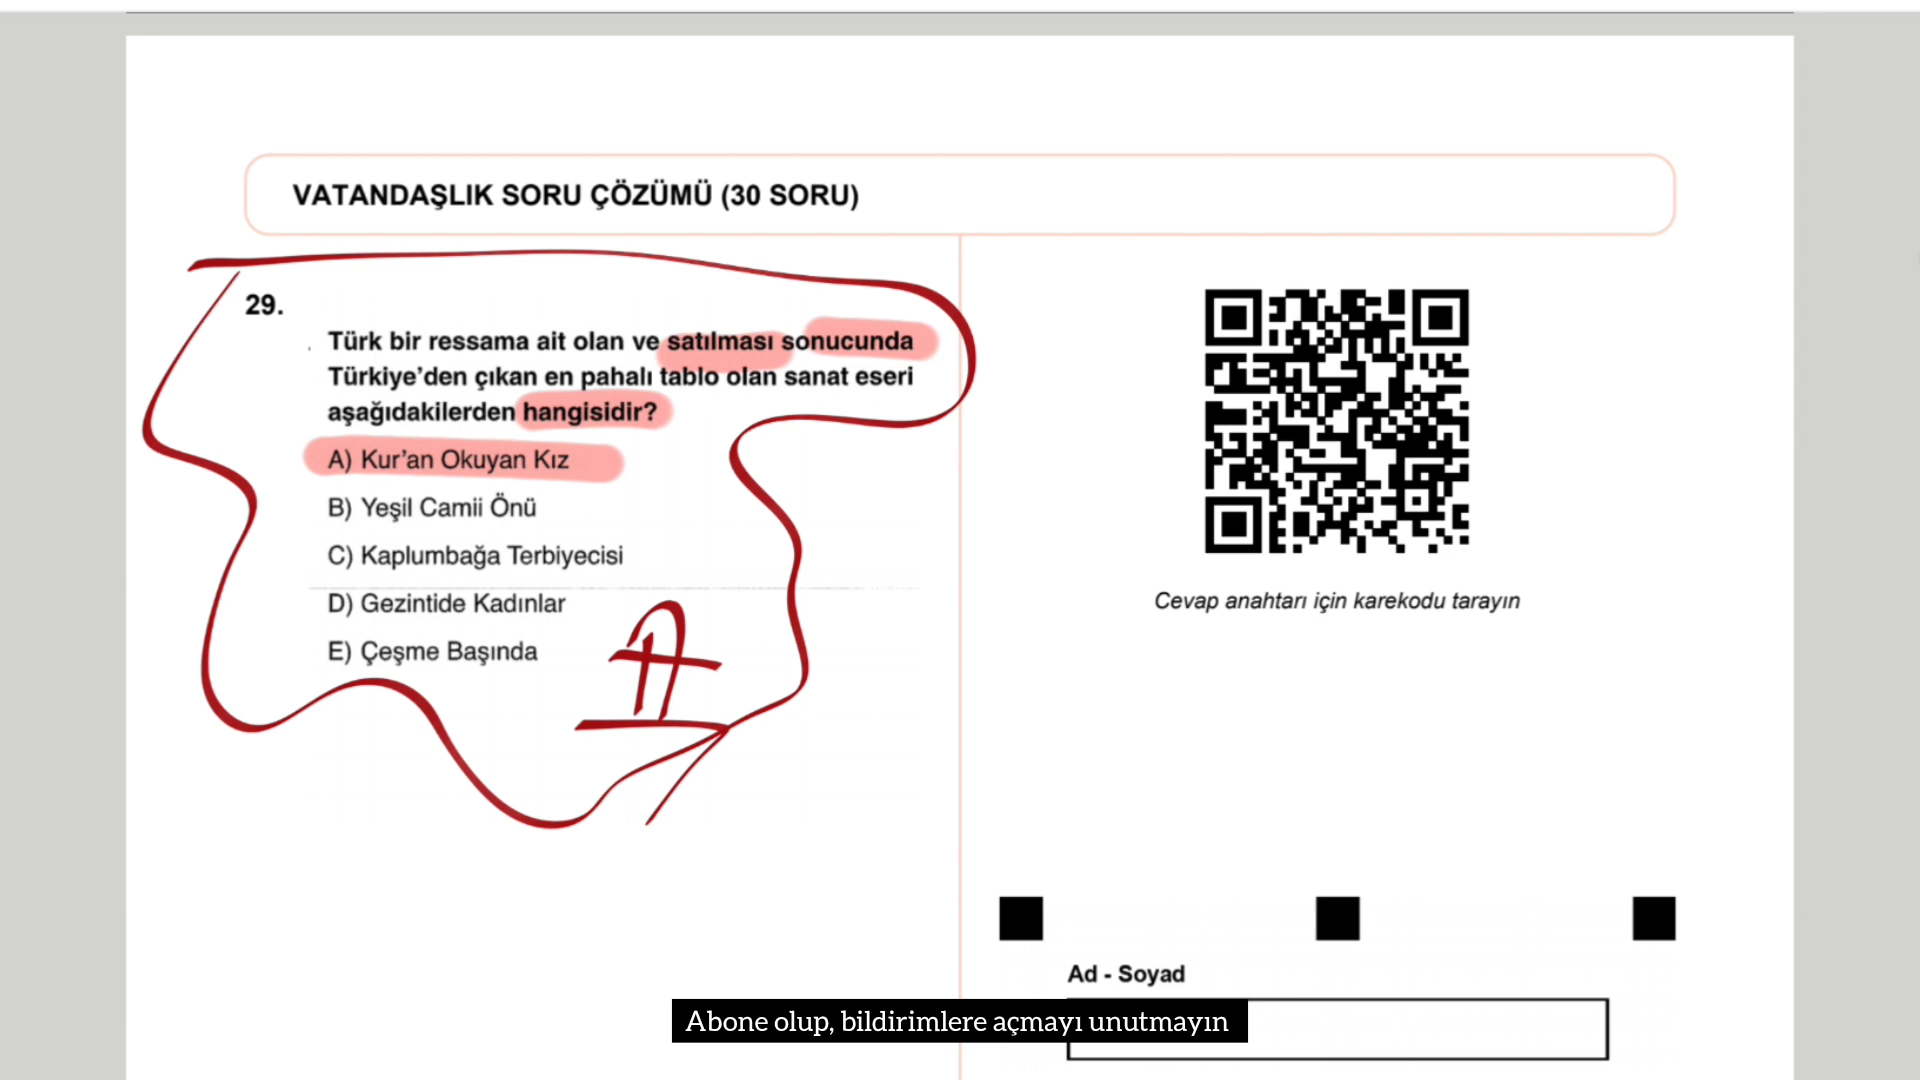 VATANDAŞLIK SORU ÇÖZÜMÜ (30 SORU)
29.
Türk bir ressama ait olan ve satılması sonucunda
Türkiye’den çıkan en pahalı tablo olan sanat eseri
aşağıdakilerden hangisidir?
A) Kur’an Okuyan Kız
B) Yeşil Camii Önü
C) Kaplumbağa Terbiyecisi
D) Gezintide Kadınlar
E) Çeşme Başında
A
Cevap anahtarı için karekodu tarayın
Ad - Soyad
Abone olup, bildirimlere açmayı unutmayın